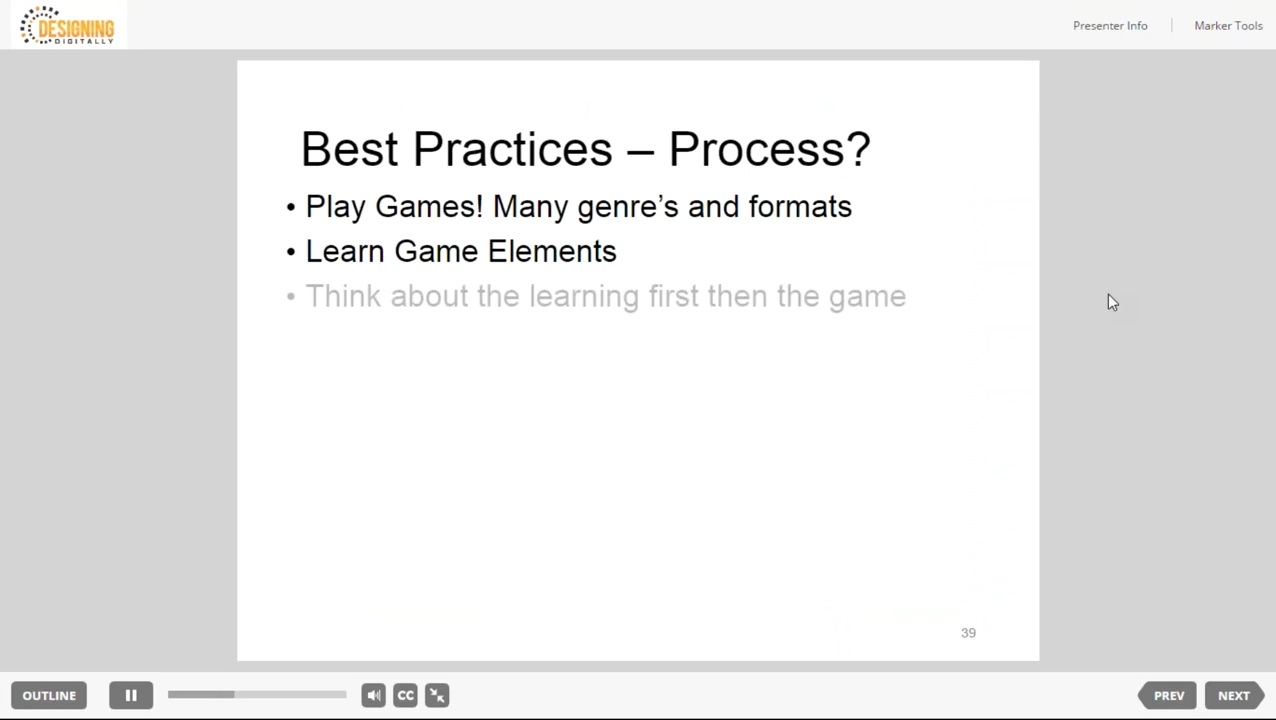 DESIGNING
DIGITALLY
Presenter Info
Marker Tools
Best Practices – Process?
• Play Games! Many genre’s and formats
• Learn Game Elements
• Think about the learning first then the game
39
OUTLINE
CC
PREV
NEXT